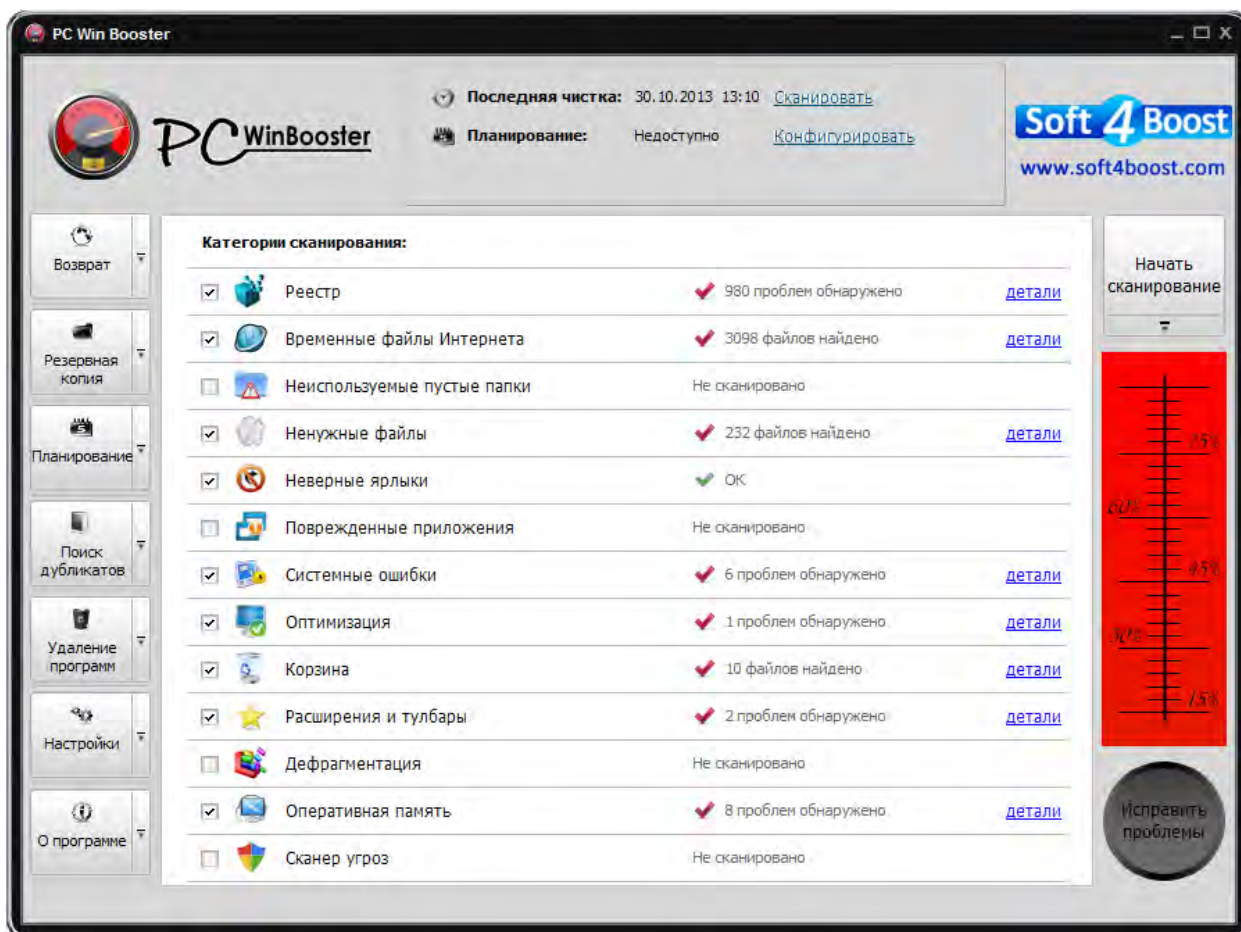 PC Win Booster
PC WinBooster
Последняя чистка: 30.10.2013 13:10 Сканировать
Планирование: Недоступно Конфигурировать
Soft 4 Boost
www.soft4boost.com
Возврат
Резервная
копия
Планирование
Поиск
дубликатов
Удаление
программ
Настройки
О программе
Категории сканирования:
Реестр 980 проблем обнаружено детали
Временные файлы Интернета 3098 файлов найдено детали
Неиспользуемые пустые папки Не сканировано
Ненужные файлы 232 файлов найдено детали
Неверные ярлыки OK
Поврежденные приложения Не сканировано
Системные ошибки 6 проблем обнаружено детали
Оптимизация 1 проблем обнаружено детали
Корзина 10 файлов найдено детали
Расширения и тулбары 2 проблем обнаружено детали
Дефрагментация Не сканировано
Оперативная память 8 проблем обнаружено детали
Сканер угроз Не сканировано
Начать
сканирование
75%
60%
45%
30%
15%
Исправить
проблемы